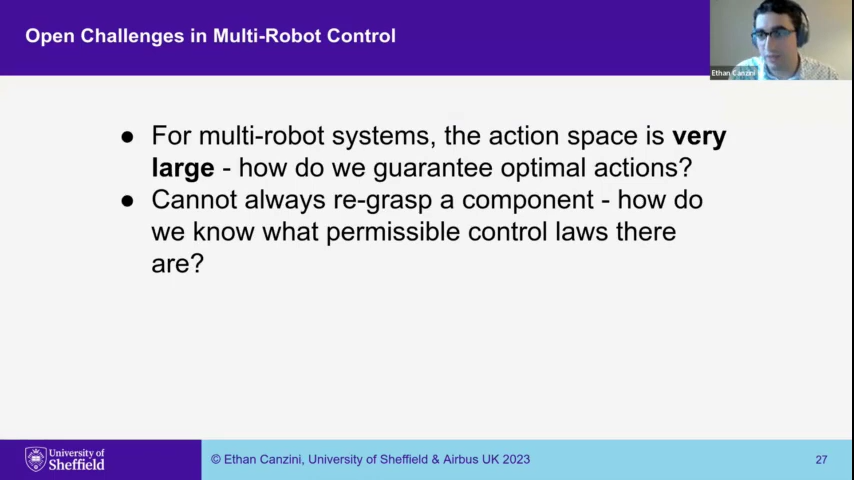 Open Challenges in Multi-Robot Control
Ethan Canzini
● For multi-robot systems, the action space is very
large - how do we guarantee optimal actions?
● Cannot always re-grasp a component - how do
we know what permissible control laws there
are?
University of
Sheffield
© Ethan Canzini, University of Sheffield & Airbus UK 2023
27